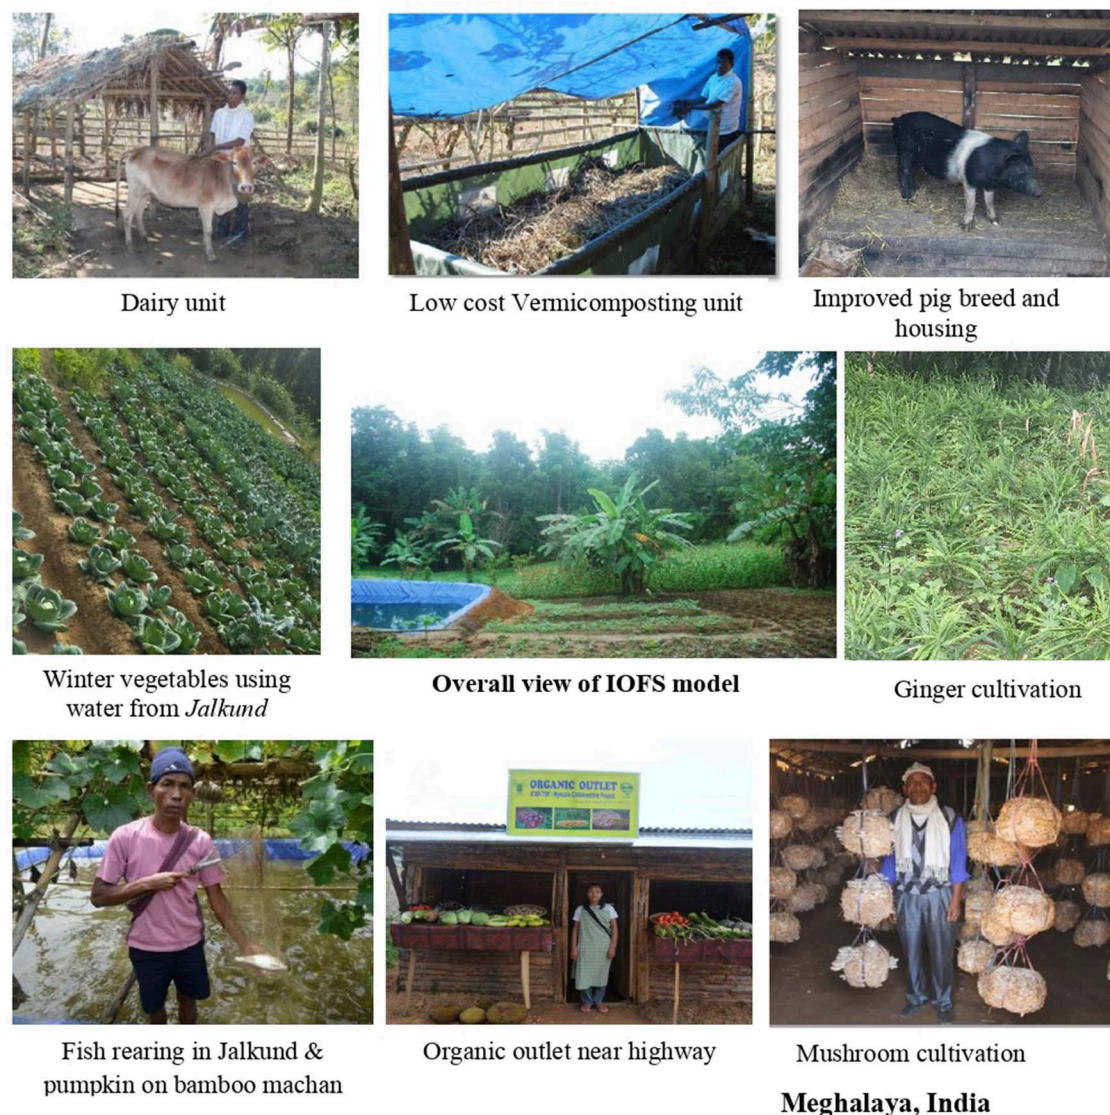 Dairy unit
Low cost Vermicomposting unit
Improved pig breed and
housing
Winter vegetables using
water from Jalkund
Overall view of IOFS model
Ginger cultivation
ORGANIC OUTLET
Fish rearing in Jalkund &
pumpkin on bamboo machan
Organic outlet near highway
Mushroom cultivation
Meghalaya, India